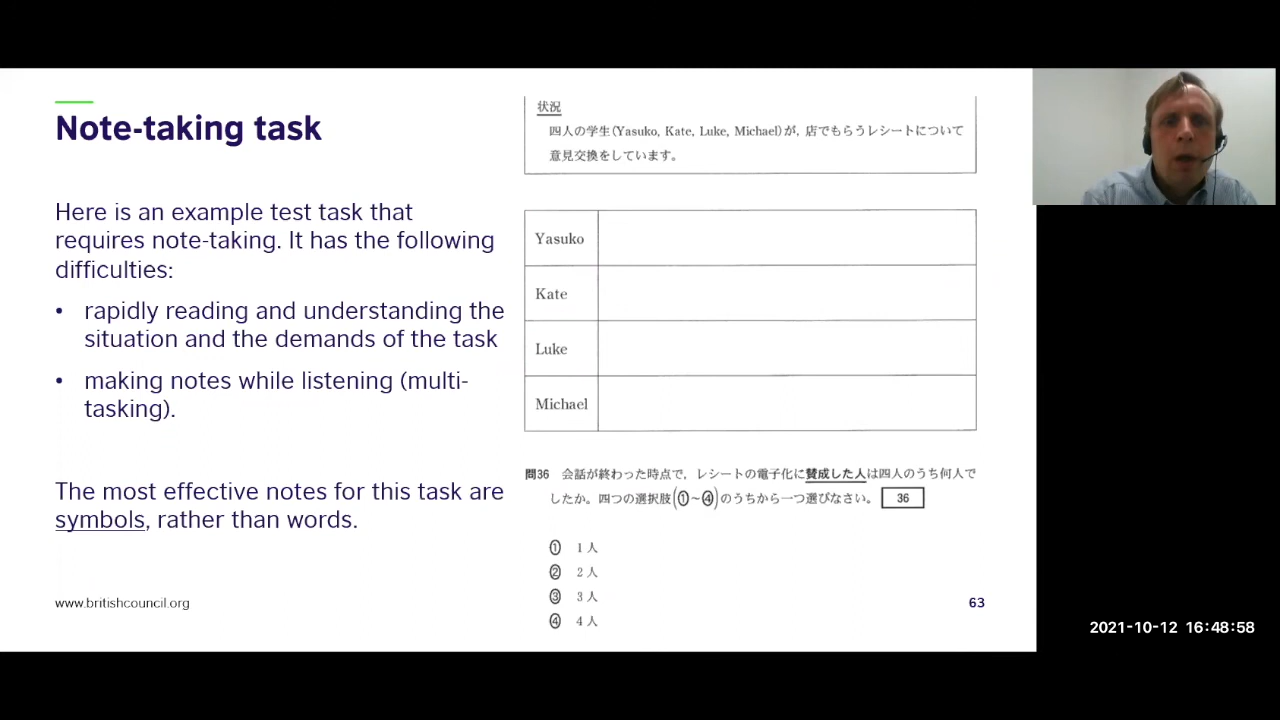 Note-taking task
Here is an example test task that
requires note-taking. It has the following
difficulties:
• rapidly reading and understanding the
situation and the demands of the task
• making notes while listening (multi-
tasking).
The most effective notes for this task are
symbols, rather than words.
www.britishcouncil.org
状況
四人の学生(Yasuko, Kate, Luke, Michael)が，店でもらうレシートについて
意見交換をしています。
Yasuko
Kate
Luke
Michael
問36 会話が終わった時点で，レシートの電子化に賛成した人は四人のうち何人で
したか。四つの選択肢(①～④)のうちから一つ選びなさい。 36
① 1人
② 2人
③ 3人
④ 4人
63
2021-10-12 16:48:58